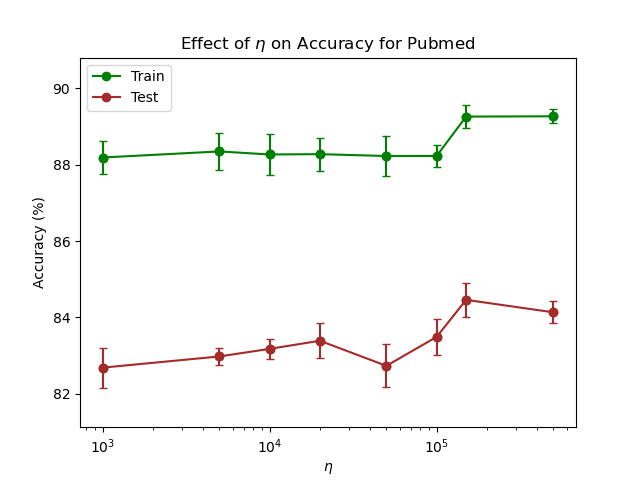 Effect of η on Accuracy for Pubmed
Train
Test
Accuracy (%)
90
88
86
84
82
10³
10⁴
10⁵
η